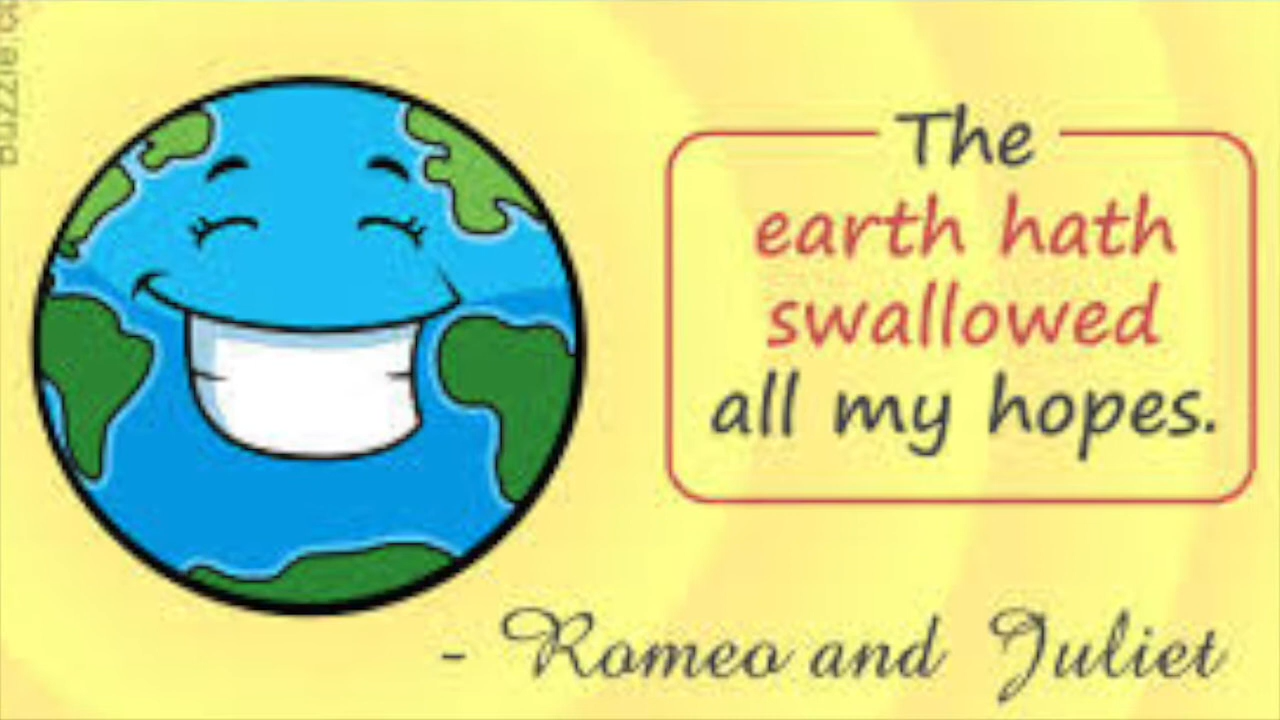 The
earth hath
swallowed
all my hopes.
- Romeo and Juliet